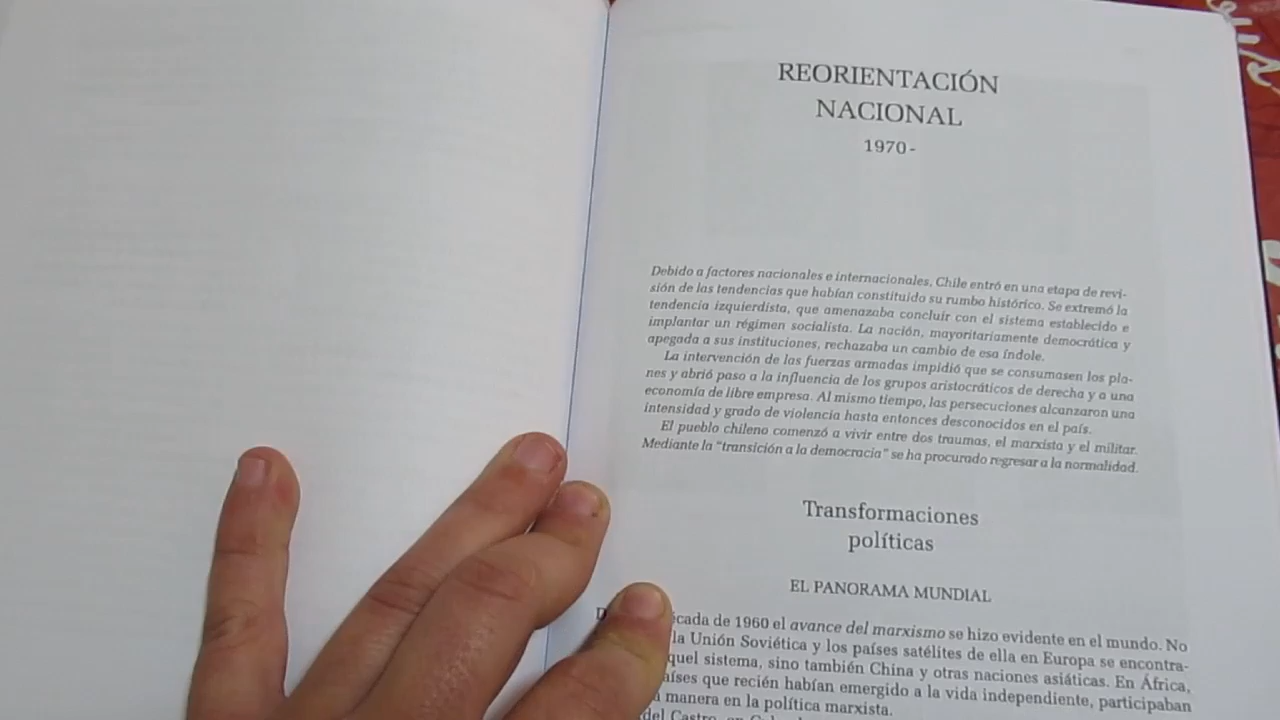 REORIENTACIÓN
NACIONAL
1970-
Debido a factores nacionales e internacionales, Chile entró en una etapa de revi-
sión de las tendencias que habían constituido su rumbo histórico. Se extremó la
tendencia izquierdista, que amenazaba concluir con el sistema establecido e
implantar un régimen socialista. La nación, mayoritariamente democrática y
apegada a sus instituciones, rechazaba un cambio de esa índole.
La intervención de las fuerzas armadas impidió que se consumasen los pla-
nes y abrió paso a la influencia de los grupos aristocráticos de derecha y a una
economía de libre empresa. Al mismo tiempo, las persecuciones alcanzaron una
intensidad y grado de violencia hasta entonces desconocidos en el país.
El pueblo chileno comenzó a vivir entre dos traumas, el marxista y el militar.
Mediante la "transición a la democracia" se ha procurado regresar a la normalidad.
Transformaciones
políticas
EL PANORAMA MUNDIAL
de 1960 el avance del marxismo se hizo evidente en el mundo. No
la Unión Soviética y los países satélites de ella en Europa se encontra-
sistema, sino también China y otras naciones asiáticas. En África,
que recién habían emergido a la vida independiente, participaban
manera en la política marxista.
del Castro, en